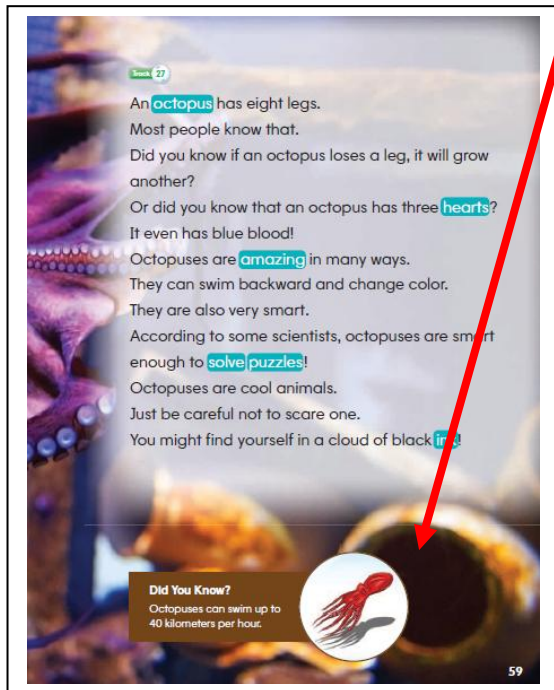 Track 27
An octopus has eight legs.
Most people know that.
Did you know if an octopus loses a leg, it will grow
another?
Or did you know that an octopus has three hearts?
It even has blue blood!
Octopuses are amazing in many ways.
They can swim backward and change color.
They are also very smart.
According to some scientists, octopuses are smart
enough to solve puzzles!
Octopuses are cool animals.
Just be careful not to scare one.
You might find yourself in a cloud of black ink!
Did You Know?
Octopuses can swim up to
40 kilometers per hour.
59